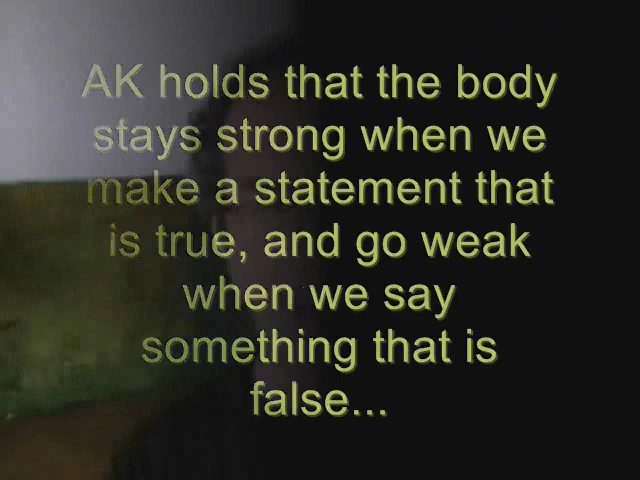 AK holds that the body
stays strong when we
make a statement that
is true, and go weak
when we say
something that is
false...